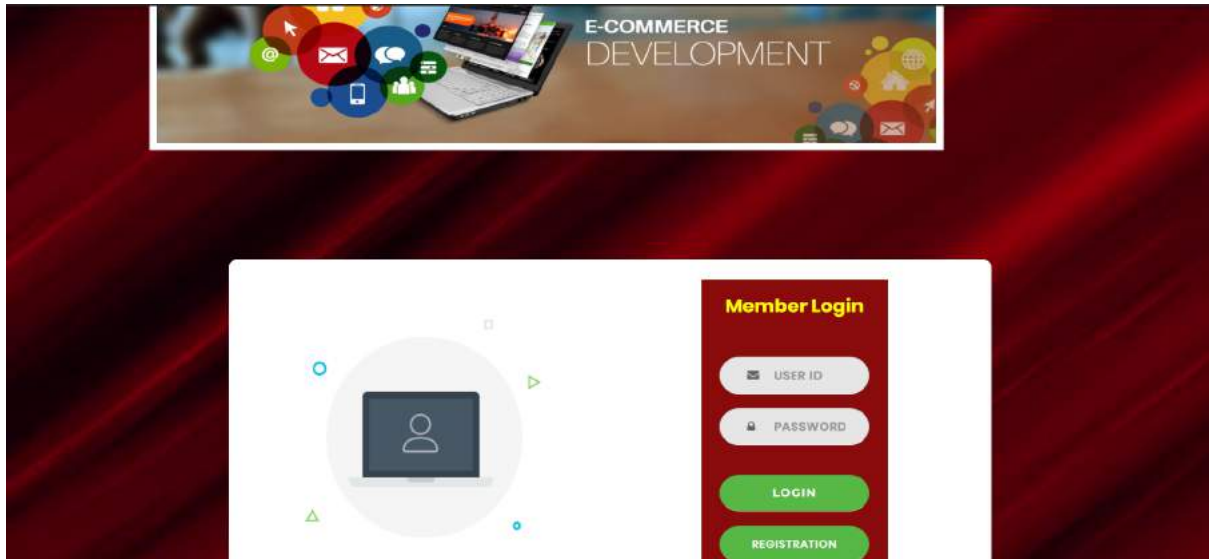 E-COMMERCE
DEVELOPMENT
Member Login
USER ID
PASSWORD
LOGIN
REGISTRATION